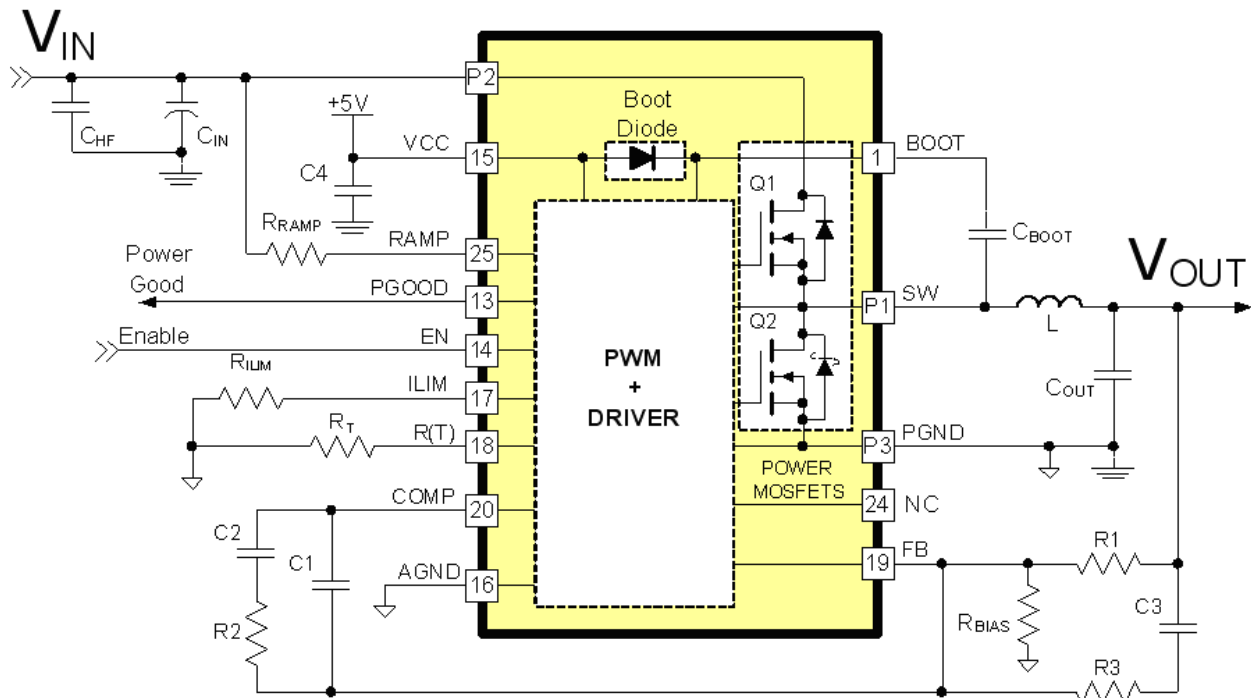 VIN
P2
CHF
CIN
+5V
VCC
15
C4
Boot
Diode
1
BOOT
Q1
RRAMP
RAMP
25
CBOOT
Power
Good
PGOOD
13
VOUT
P1
SW
L
Enable
EN
14
Q2
PWM
+
DRIVER
RILIM
ILIM
17
COUT
RT
R(T)
18
P3
PGND
POWER
MOSFETS
COMP
20
24
NC
C2
C1
19
FB
R1
AGND
16
R2
RBIAS
C3
R3